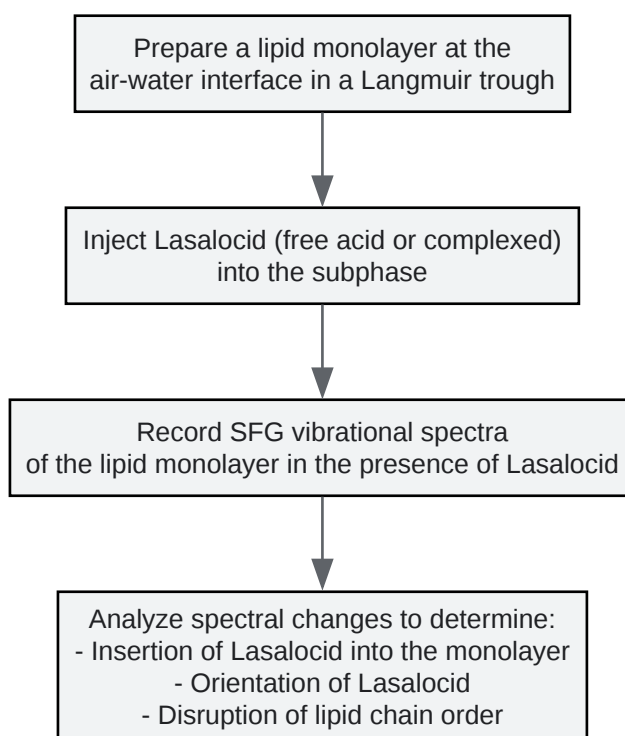 Prepare a lipid monolayer at the
air-water interface in a Langmuir trough
Inject Lasalocid (free acid or complexed)
into the subphase
Record SFG vibrational spectra
of the lipid monolayer in the presence of Lasalocid
Analyze spectral changes to determine:
- Insertion of Lasalocid into the monolayer
- Orientation of Lasalocid
- Disruption of lipid chain order